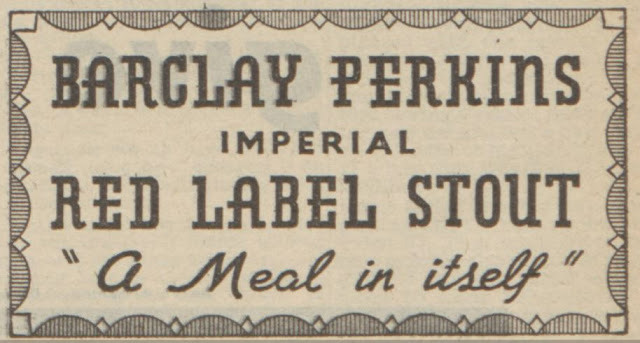 BARCLAY PERKINS
IMPERIAL
RED LABEL STOUT
"A Meal in itself"